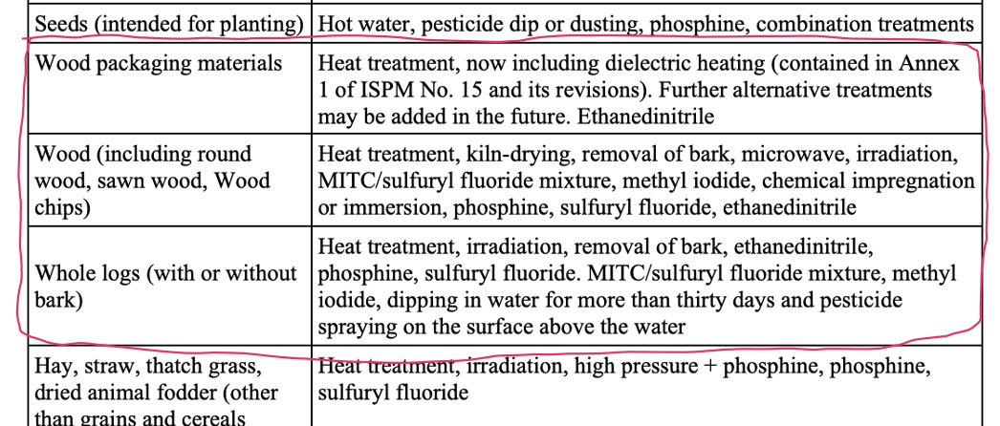 Seeds (intended for planting) Hot water, pesticide dip or dusting, phosphine, combination treatments
Wood packaging materials
Heat treatment, now including dielectric heating (contained in Annex
1 of ISPM No. 15 and its revisions). Further alternative treatments
may be added in the future. Ethanedinitrile
Wood (including round
wood, sawn wood, Wood
chips)
Heat treatment, kiln-drying, removal of bark, microwave, irradiation,
MITC/sulfuryl fluoride mixture, methyl iodide, chemical impregnation
or immersion, phosphine, sulfuryl fluoride, ethanedinitrile
Whole logs (with or without
bark)
Heat treatment, irradiation, removal of bark, ethanedinitrile,
phosphine, sulfuryl fluoride. MITC/sulfuryl fluoride mixture, methyl
iodide, dipping in water for more than thirty days and pesticide
spraying on the surface above the water
Hay, straw, thatch grass,
dried animal fodder (other
than grains and cereals
Heat treatment, irradiation, high pressure + phosphine, phosphine,
sulfuryl fluoride